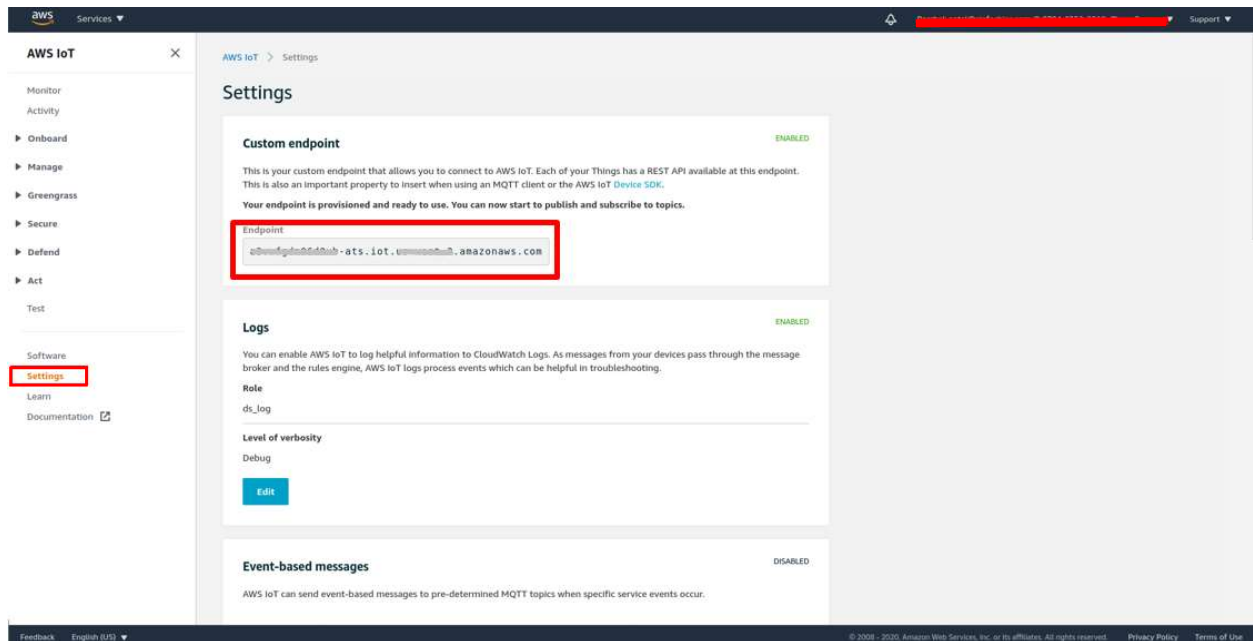 aws
Services
Support
AWS IoT
AWS IoT > Settings
Monitor
Activity
Onboard
Manage
Greengrass
Secure
Defend
Act
Test
Software
Settings
Learn
Documentation
Settings
Custom endpoint
ENABLED
This is your custom endpoint that allows you to connect to AWS IoT. Each of your Things has a REST API available at this endpoint.
This is also an important property to insert when using an MQTT client or the AWS IoT Device SDK.
Your endpoint is provisioned and ready to use. You can now start to publish and subscribe to topics.
Endpoint
-ats.iot. .amazonaws.com
Logs
ENABLED
You can enable AWS IoT to log helpful information to CloudWatch Logs. As messages from your devices pass through the message
broker and the rules engine, AWS IoT logs process events which can be helpful in troubleshooting.
Role
ds_log
Level of verbosity
Debug
Edit
Event-based messages
DISABLED
AWS IoT can send event-based messages to pre-determined MQTT topics when specific service events occur.
Feedback
English (US)
© 2008 - 2020, Amazon Web Services, Inc. or its affiliates. All rights reserved.
Privacy Policy
Terms of Use